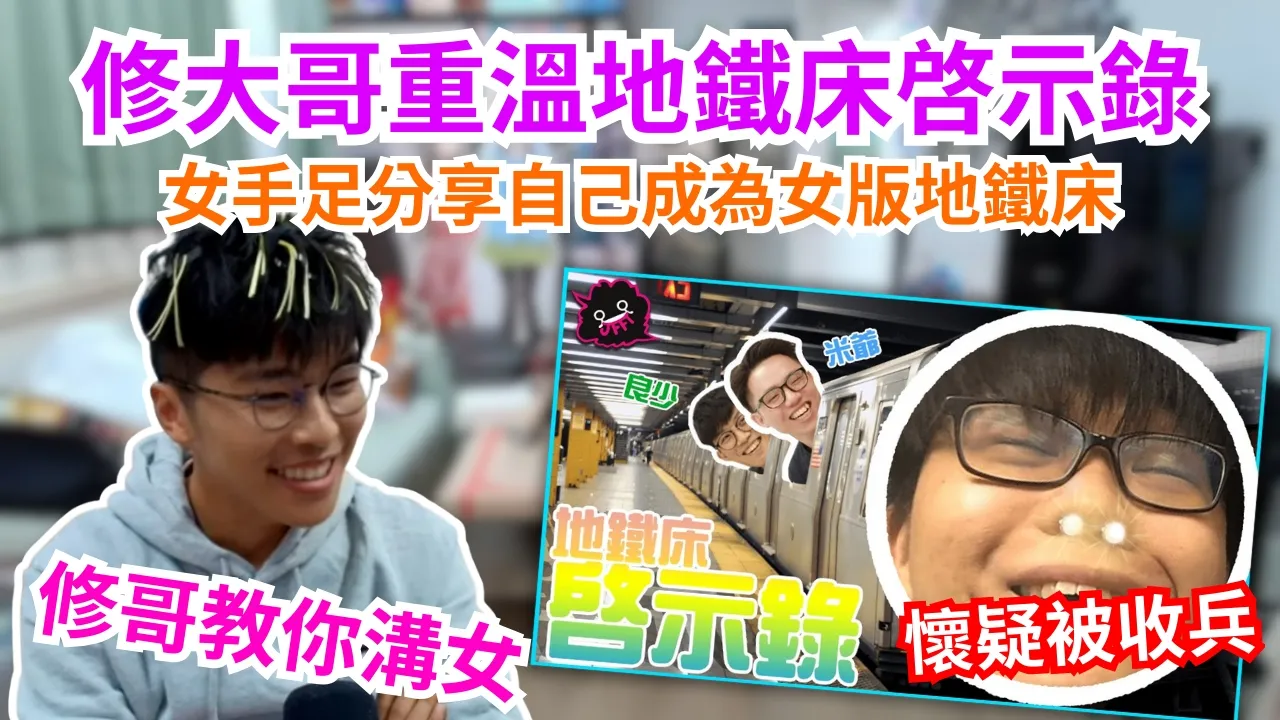 修大哥重溫地鐵床啓示錄
女手足分享自己成為女版地鐵床
JFFT
米爺
良少
地鐵床
啓示錄
修哥教你溝女
懷疑被收兵